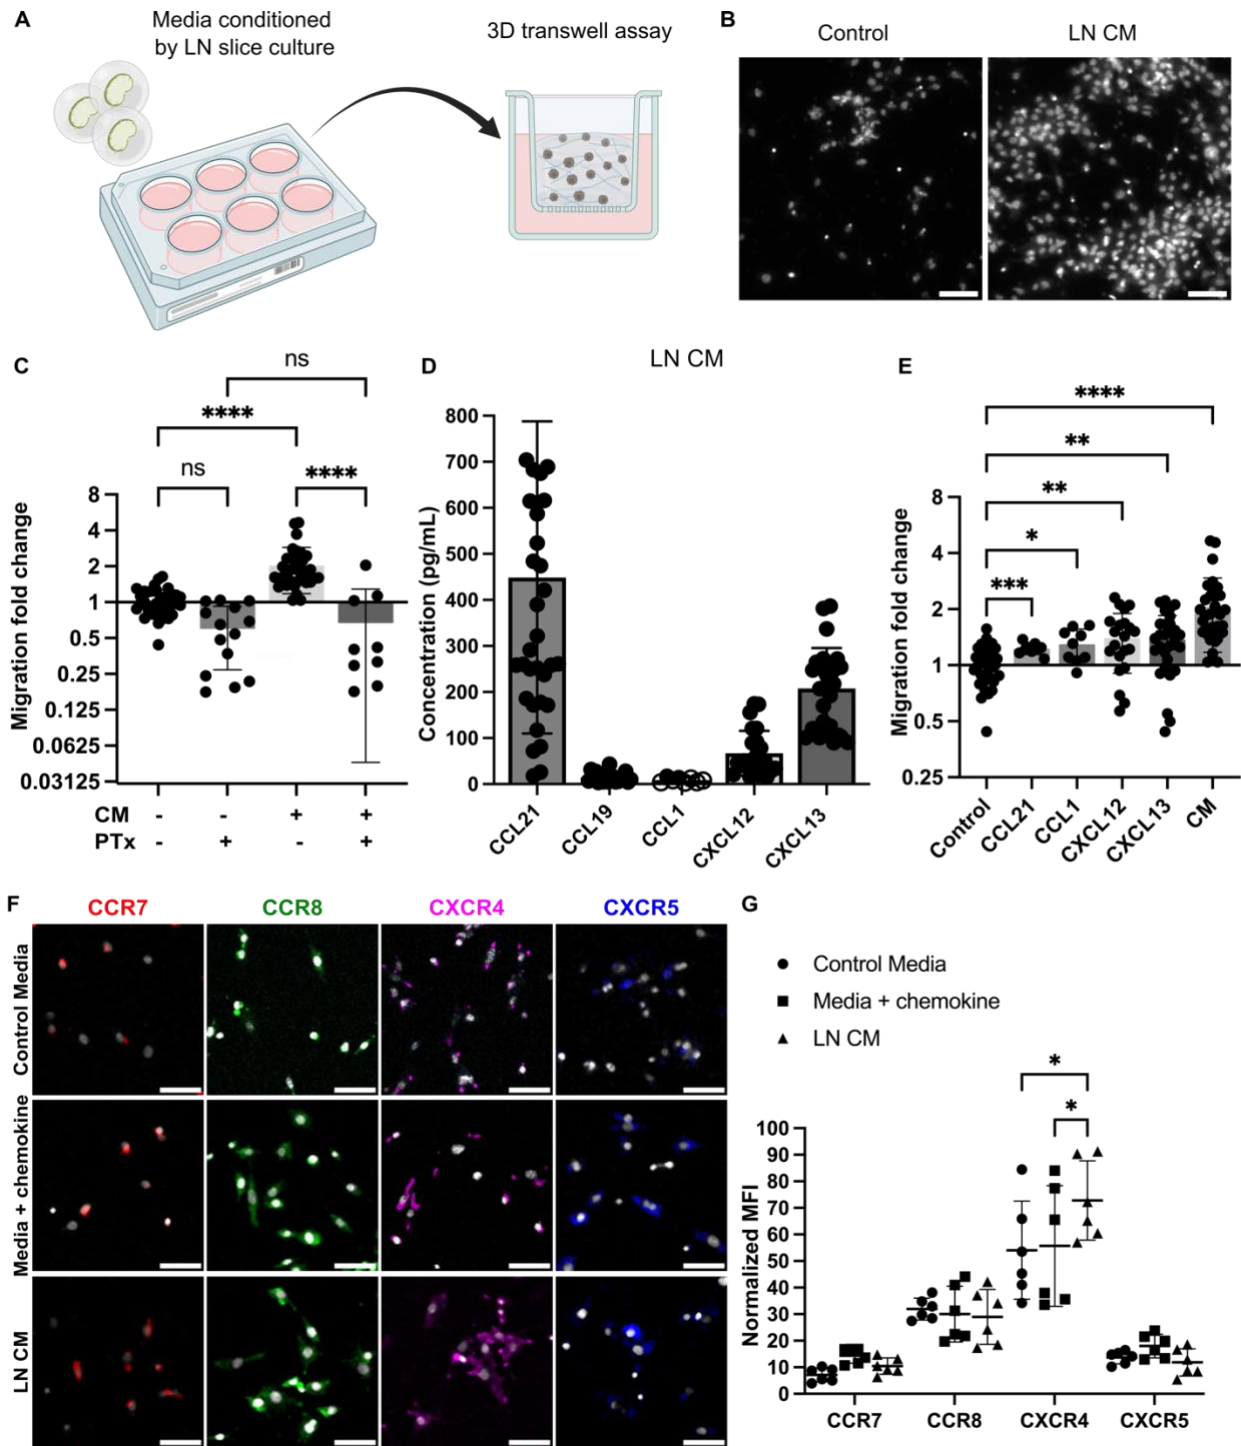 A
Media conditioned
by LN slice culture
3D transwell assay
B
Control
LN CM
C
ns
****
ns
****
Migration fold change
8
4
2
1
0.5
0.25
0.125
0.0625
0.03125
CM
-
-
+
+
PTx
-
+
-
+
D
LN CM
Concentration (pg/mL)
800
700
600
500
400
300
200
100
0
CCL21
CCL19
CCL1
CXCL12
CXCL13
E
****
**
**
*
***
Migration fold change
8
4
2
1
0.5
0.25
Control
CCL21
CCL1
CXCL12
CXCL13
CM
F
CCR7
CCR8
CXCR4
CXCR5
Control Media
Media + chemokine
LN CM
G
Control Media
Media + chemokine
LN CM
*
*
Normalized MFI
100
90
80
70
60
50
40
30
20
10
0
CCR7
CCR8
CXCR4
CXCR5